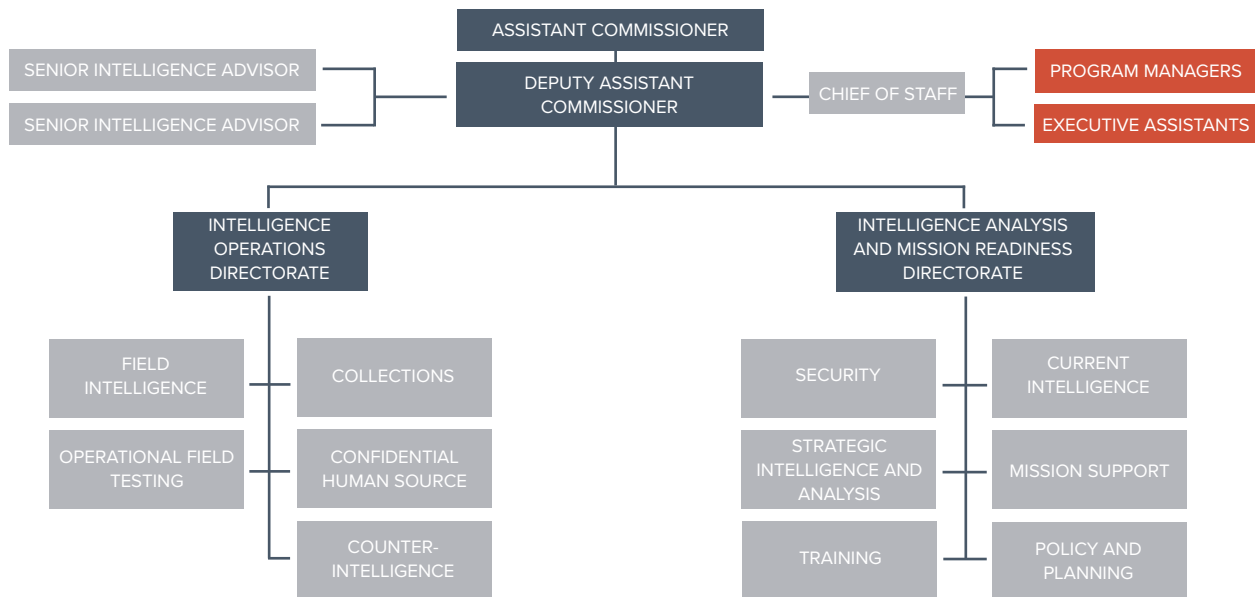 ASSISTANT COMMISSIONER
SENIOR INTELLIGENCE ADVISOR
SENIOR INTELLIGENCE ADVISOR
DEPUTY ASSISTANT
COMMISSIONER
CHIEF OF STAFF
PROGRAM MANAGERS
EXECUTIVE ASSISTANTS
INTELLIGENCE
OPERATIONS
DIRECTORATE
FIELD
INTELLIGENCE
COLLECTIONS
OPERATIONAL FIELD
TESTING
CONFIDENTIAL
HUMAN SOURCE
COUNTER-
INTELLIGENCE
INTELLIGENCE ANALYSIS
AND MISSION READINESS
DIRECTORATE
SECURITY
CURRENT
INTELLIGENCE
STRATEGIC
INTELLIGENCE AND
ANALYSIS
MISSION SUPPORT
TRAINING
POLICY AND
PLANNING